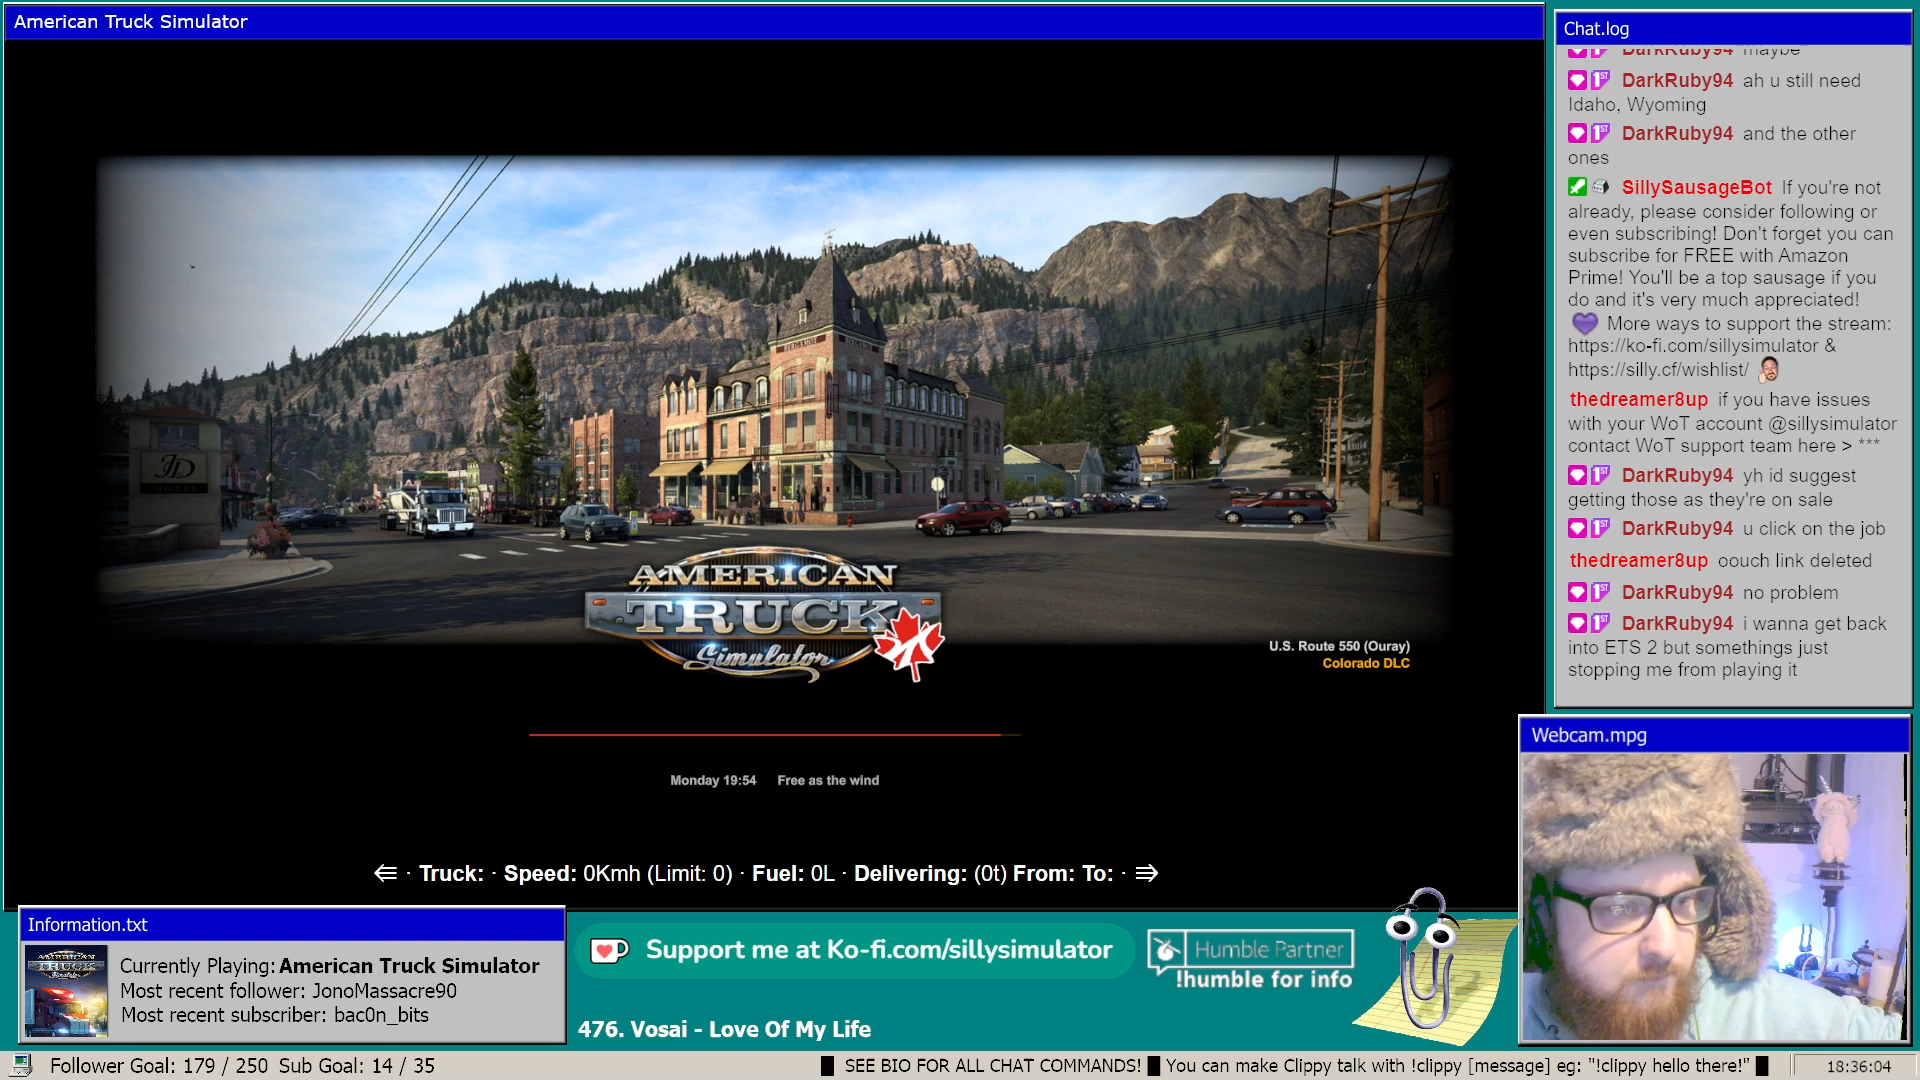 American Truck Simulator
JD
MOTEL
AMERICAN
TRUCK
Simulator
U.S. Route 550 (Ouray)
Colorado DLC
Monday 19:54 Free as the wind
⇐ · Truck: · Speed: 0Kmh (Limit: 0) · Fuel: 0L · Delivering: (0t) From: To: · ⇒
Chat.log
DarkRuby94 maybe
DarkRuby94 ah u still need
Idaho, Wyoming
DarkRuby94 and the other
ones
SillySausageBot If you're not
already, please consider following or
even subscribing! Don't forget you can
subscribe for FREE with Amazon
Prime! You'll be a top sausage if you
do and it's very much appreciated!
More ways to support the stream:
https://ko-fi.com/sillysimulator &
https://silly.cf/wishlist/
thedreamer8up if you have issues
with your WoT account @sillysimulator
contact WoT support team here > ***
DarkRuby94 yh id suggest
getting those as they're on sale
DarkRuby94 u click on the job
thedreamer8up oouch link deleted
DarkRuby94 no problem
DarkRuby94 i wanna get back
into ETS 2 but somethings just
stopping me from playing it
Webcam.mpg
Information.txt
AMERICAN
TRUCK
Simulator
Currently Playing: American Truck Simulator
Most recent follower: JonoMassacre90
Most recent subscriber: bac0n_bits
Support me at Ko-fi.com/sillysimulator
Humble Partner
!humble for info
476. Vosai - Love Of My Life
Follower Goal: 179 / 250 Sub Goal: 14 / 35
SEE BIO FOR ALL CHAT COMMANDS! You can make Clippy talk with !clippy [message] eg: "!clippy hello there!"
18:36:04